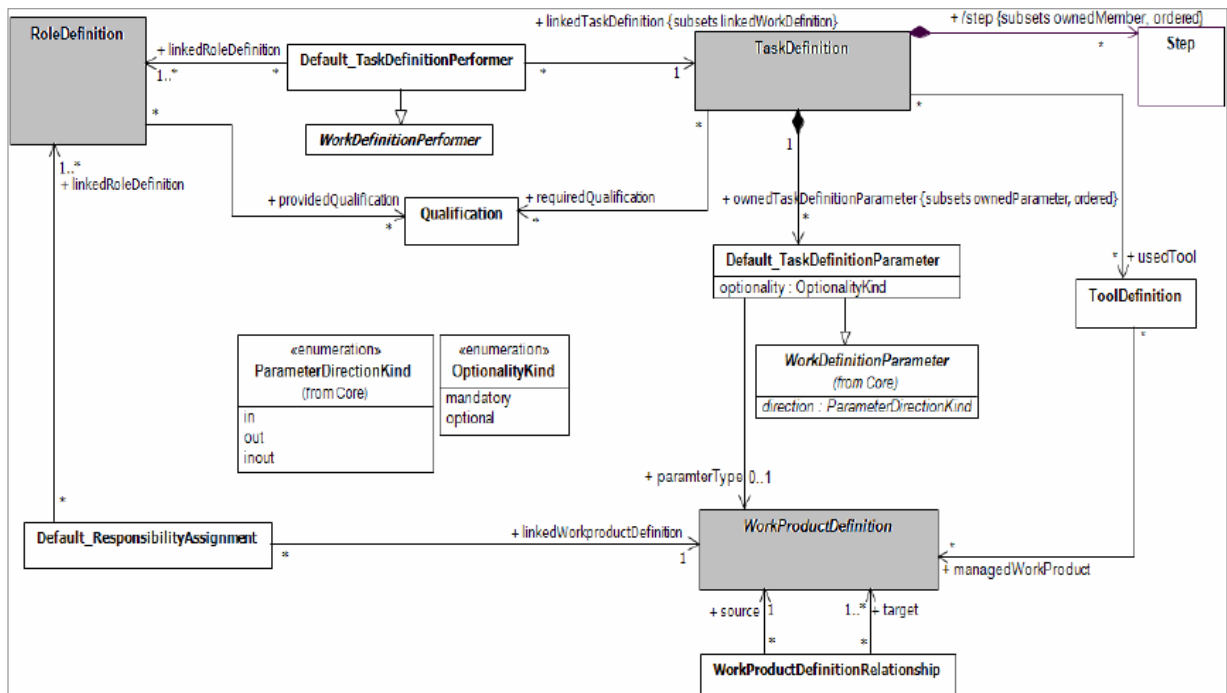 + linkedTaskDefinition {subsets linkedWorkDefinition}
+ /step {subsets ownedMember, ordered}
RoleDefinition
+ linkedRoleDefinition
1..*
*
Default_TaskDefinitionPerformer
*
1
TaskDefinition
*
Step
*
WorkDefinitionPerformer
*
1
*
1..*
+ linkedRoleDefinition
+ providedQualification
*
Qualification
+ requiredQualification
*
+ ownedTaskDefinitionParameter {subsets ownedParameter, ordered}
*
Default_TaskDefinitionParameter
optionality : OptionalityKind
* + usedTool
ToolDefinition
*
«enumeration»
ParameterDirectionKind
(from Core)
in
out
inout
«enumeration»
OptionalityKind
mandatory
optional
WorkDefinitionParameter
(from Core)
direction : ParameterDirectionKind
+ paramterType 0..1
*
Default_ResponsibilityAssignment
*
+ linkedWorkproductDefinition
1
WorkProductDefinition
*
+ managedWorkProduct
+ source 1
1..* + target
*
*
WorkProductDefinitionRelationship